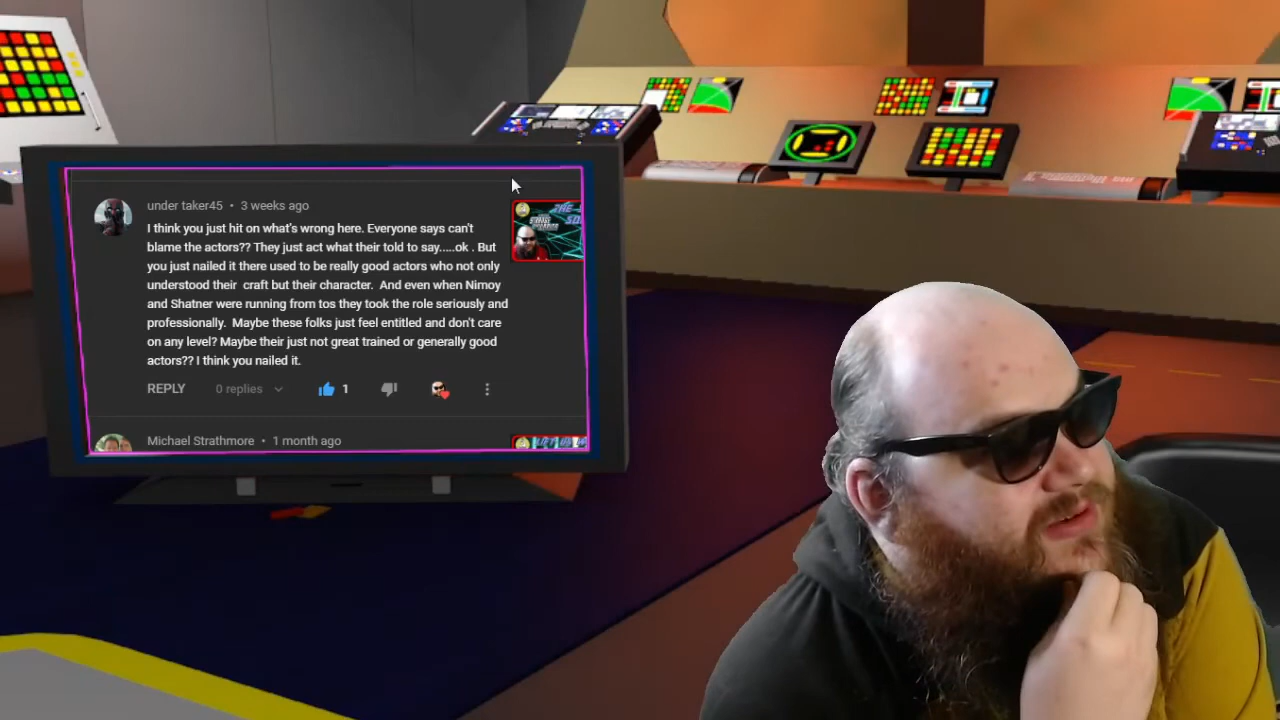 under taker45 • 3 weeks ago
I think you just hit on what's wrong here. Everyone says can't
blame the actors?? They just act what their told to say.....ok . But
you just nailed it there used to be really good actors who not only
understood their craft but their character. And even when Nimoy
and Shatner were running from tos they took the role seriously and
professionally. Maybe these folks just feel entitled and don't care
on any level? Maybe their just not great trained or generally good
actors?? I think you nailed it.
REPLY 0 replies 1
Michael Strathmore • 1 month ago